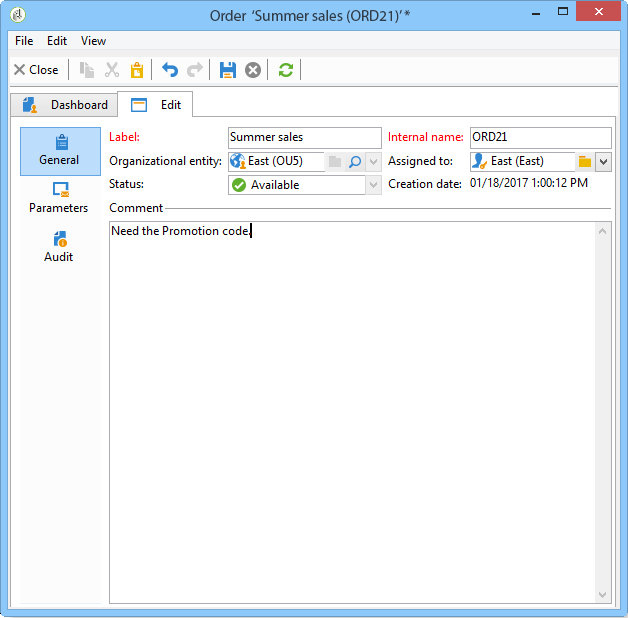 Order ‘Summer sales (ORD21)’*
File Edit View
Close
Dashboard Edit
General
Parameters
Audit
Label: Summer sales Internal name: ORD21
Organizational entity: East (OU5) Assigned to: East (East)
Status: Available Creation date: 01/18/2017 1:00:12 PM
Comment
Need the Promotion code.